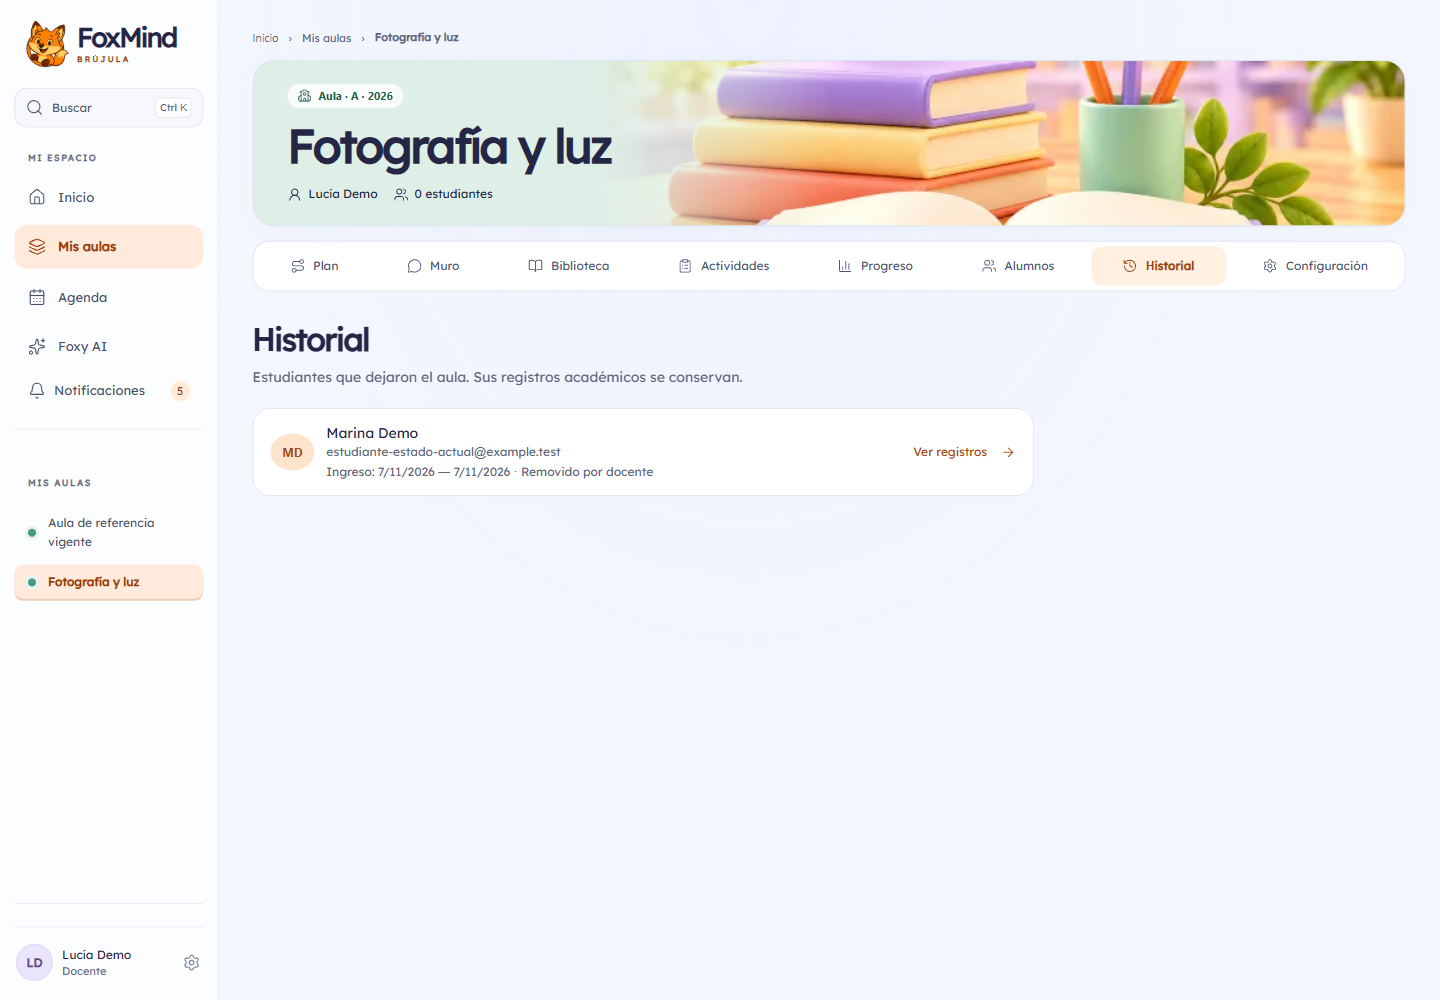 FoxMind
BRÚJULA
Buscar
Ctrl K
MI ESPACIO
Inicio
Mis aulas
Agenda
Foxy AI
Notificaciones
5
MIS AULAS
Aula de referencia
vigente
Fotografía y luz
LD
Lucía Demo
Docente
Inicio › Mis aulas › Fotografía y luz
Aula · A · 2026
Fotografía y luz
Lucía Demo
0 estudiantes
Plan
Muro
Biblioteca
Actividades
Progreso
Alumnos
Historial
Configuración
Historial
Estudiantes que dejaron el aula. Sus registros académicos se conservan.
MD
Marina Demo
estudiante-estado-actual@example.test
Ingreso: 7/11/2026 — 7/11/2026 · Removido por docente
Ver registros